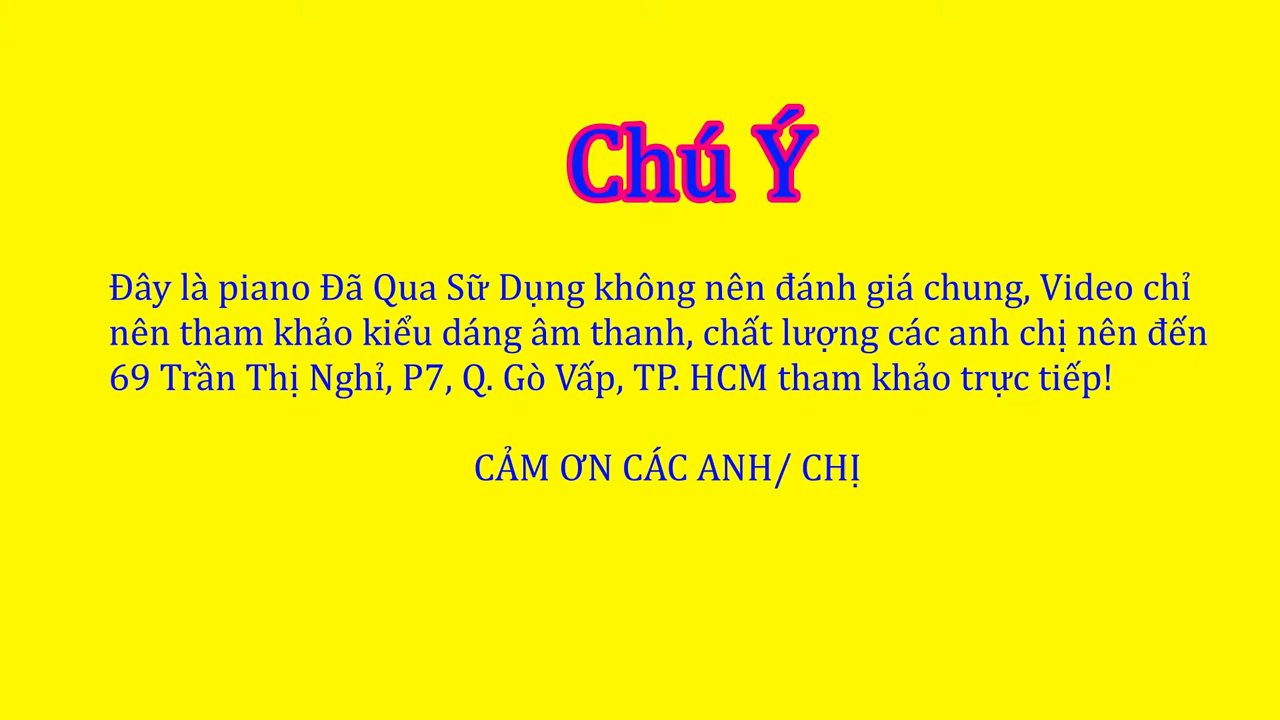 Chú Ý
Đây là piano Đã Qua Sữ Dụng không nên đánh giá chung, Video chỉ
nên tham khảo kiểu dáng âm thanh, chất lượng các anh chị nên đến
69 Trần Thị Nghỉ, P7, Q. Gò Vấp, TP. HCM tham khảo trực tiếp!
CẢM ƠN CÁC ANH/ CHỊ